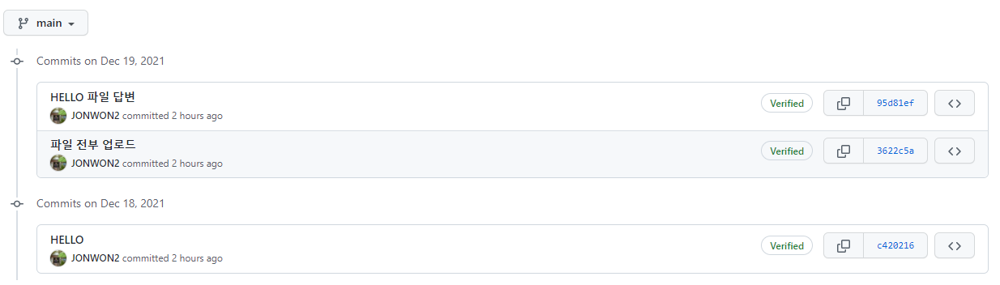 main
Commits on Dec 19, 2021
HELLO 파일 답변
Verified
95d81ef
JONWON2 committed 2 hours ago
파일 전부 업로드
Verified
3622c5a
JONWON2 committed 2 hours ago
Commits on Dec 18, 2021
HELLO
Verified
c420216
JONWON2 committed 2 hours ago